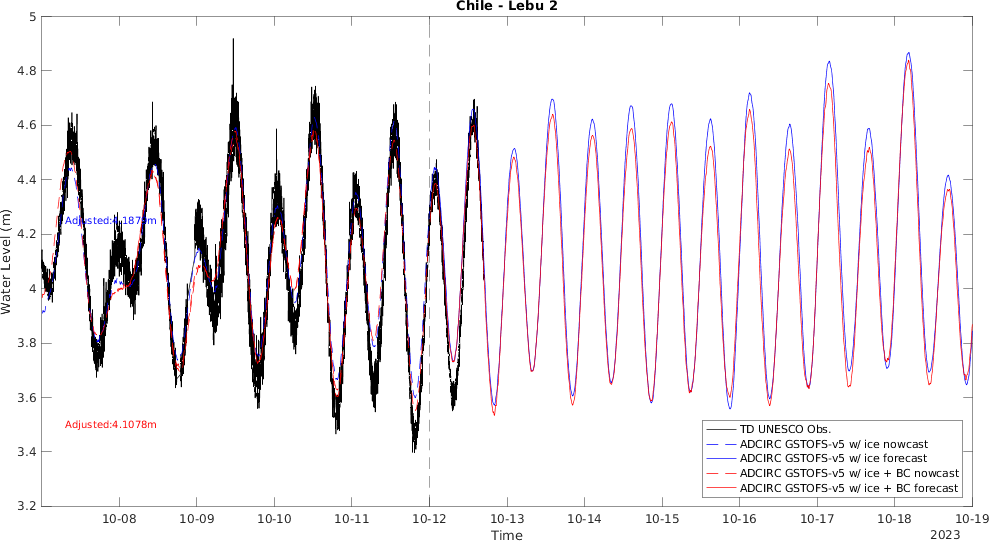 Chile - Lebu 2
5
4.8
4.6
4.4
4.2
4
3.8
3.6
3.4
3.2
Water Level (m)
Adjusted:4.1879m
Adjusted:4.1078m
TD UNESCO Obs.
ADCIRC GSTOFS-v5 w/ ice nowcast
ADCIRC GSTOFS-v5 w/ ice forecast
ADCIRC GSTOFS-v5 w/ ice + BC nowcast
ADCIRC GSTOFS-v5 w/ ice + BC forecast
10-08 10-09 10-10 10-11 10-12 10-13 10-14 10-15 10-16 10-17 10-18 10-19
Time
2023